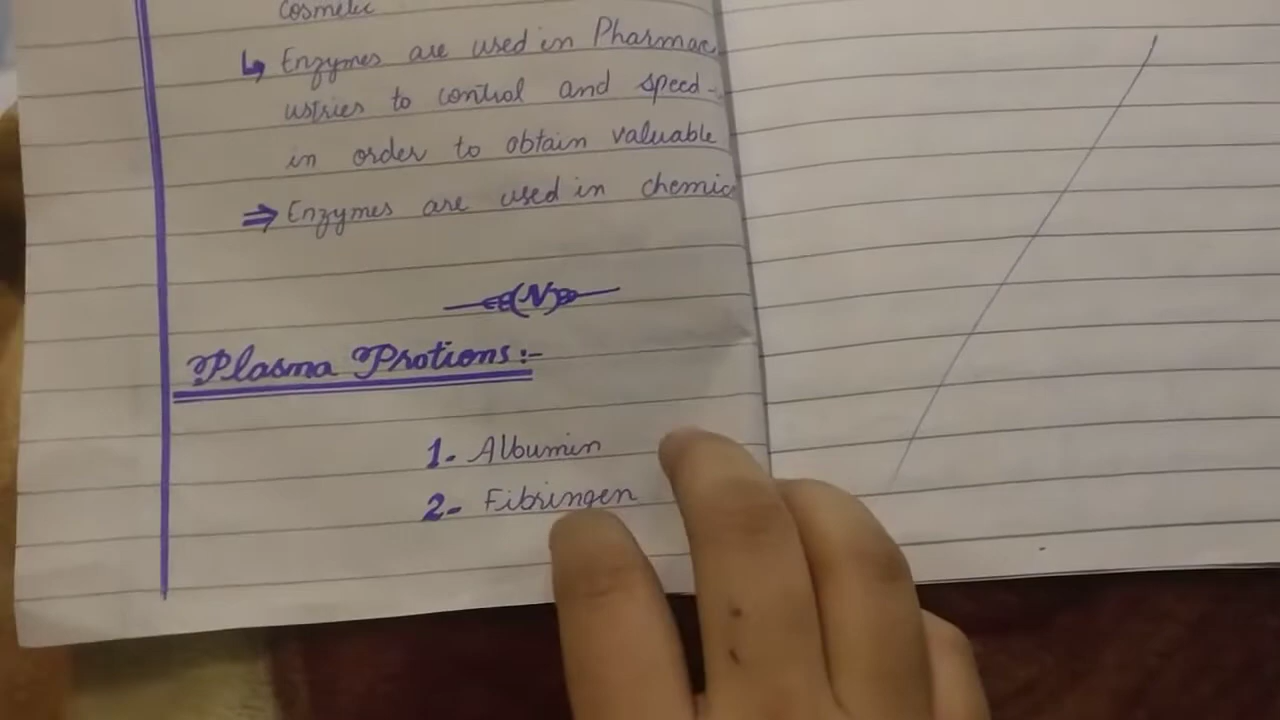 cosmetic
↳ Enzymes are used in Pharmac
ustries to control and speed-
in order to obtain valuable
⇒ Enzymes are used in chemic
(N)
Plasma Protions:-
1. Albumin
2- Fibringen